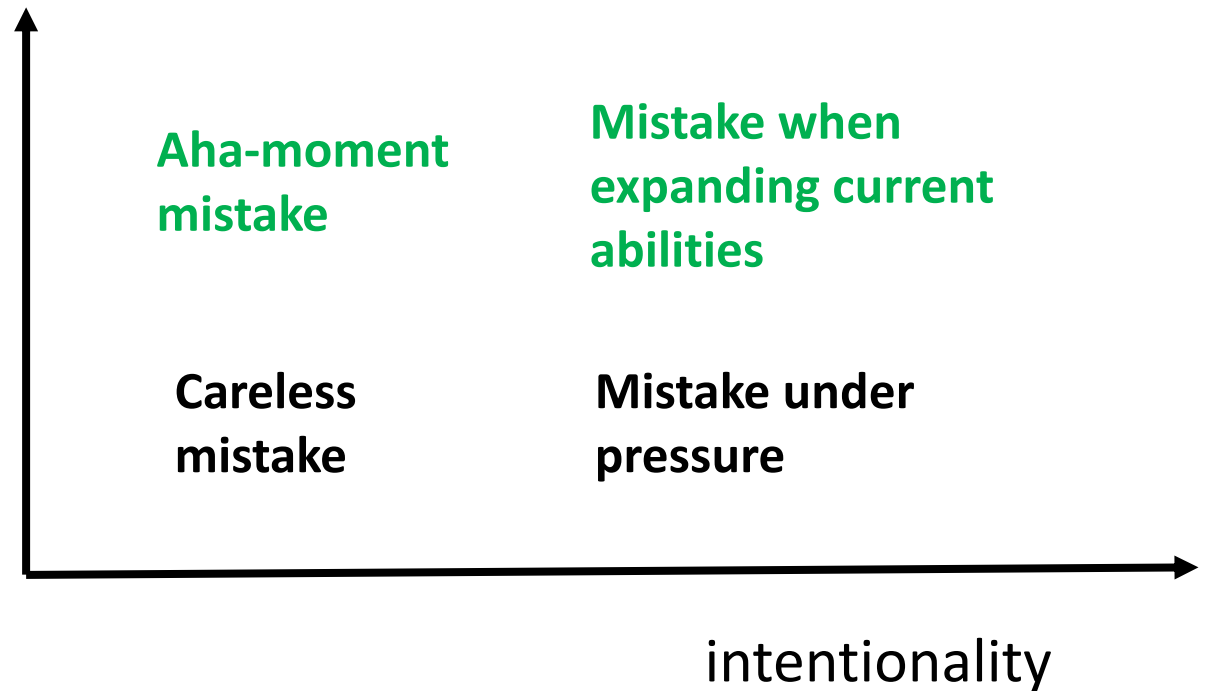 Aha-moment
mistake
Mistake when
expanding current
abilities
Careless
mistake
Mistake under
pressure
intentionality